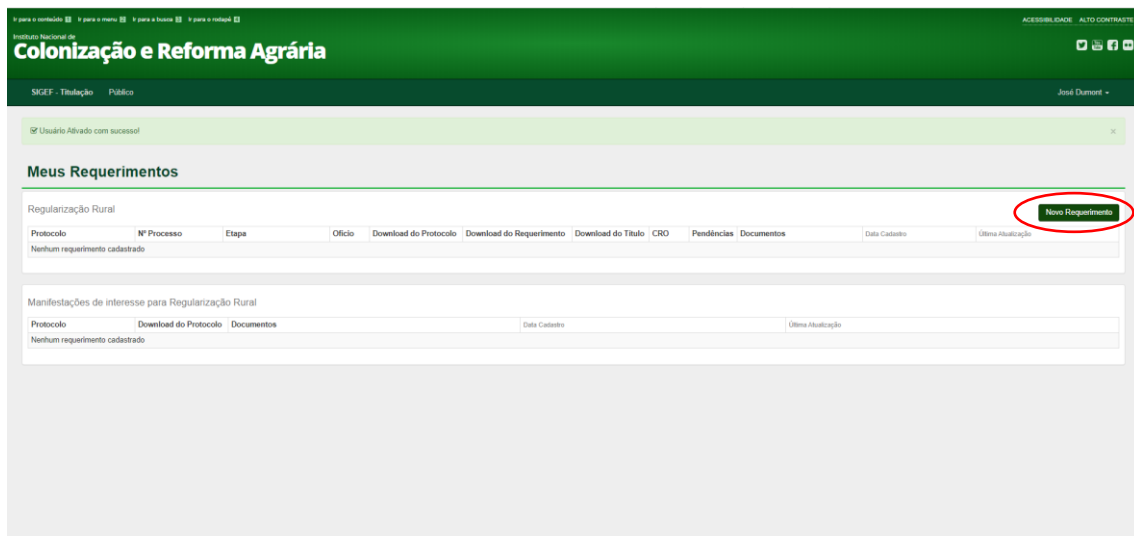 Ir para o conteúdo 1 Ir para o menu 2 Ir para a busca 3 Ir para o rodapé 4
ACESSIBILIDADE ALTO CONTRASTE
Instituto Nacional de
Colonização e Reforma Agrária
SIGEF - Titulação Público José Dumont
Usuário Ativado com sucesso! ×
Meus Requerimentos
Regularização Rural
Novo Requerimento
Protocolo Nº Processo Etapa Ofício Download do Protocolo Download do Requerimento Download do Título CRO Pendências Documentos Data Cadastro Última Atualização
Nenhum requerimento cadastrado
Manifestações de interesse para Regularização Rural
Protocolo Download do Protocolo Documentos Data Cadastro Última Atualização
Nenhum requerimento cadastrado